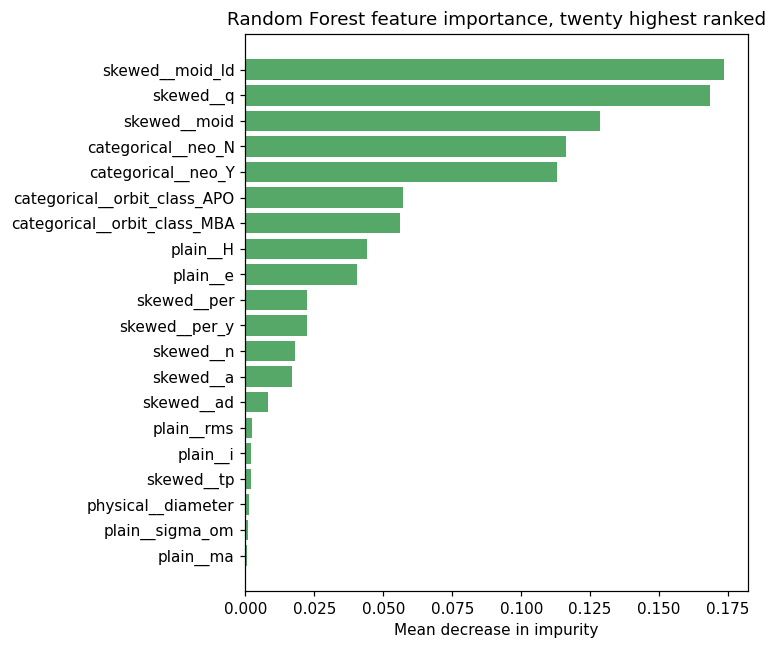 Random Forest feature importance, twenty highest ranked
skewed__moid_ld
skewed__q
skewed__moid
categorical__neo_N
categorical__neo_Y
categorical__orbit_class_APO
categorical__orbit_class_MBA
plain__H
plain__e
skewed__per
skewed__per_y
skewed__n
skewed__a
skewed__ad
plain__rms
plain__i
skewed__tp
physical__diameter
plain__sigma_om
plain__ma
0.000 0.025 0.050 0.075 0.100 0.125 0.150 0.175
Mean decrease in impurity